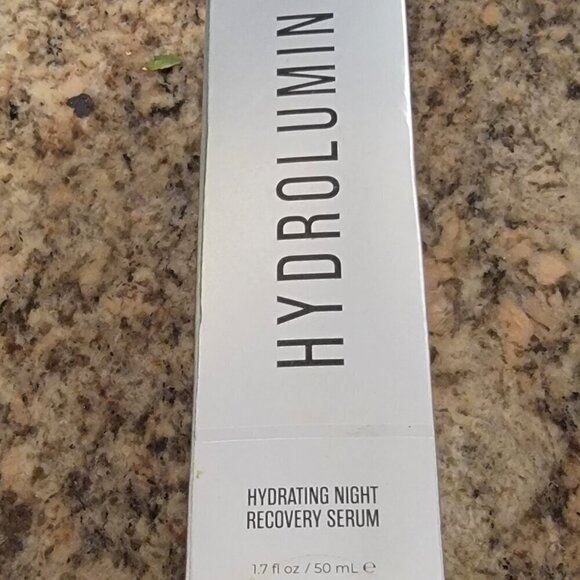 HYDROLUMIN
HYDRATING NIGHT
RECOVERY SERUM
1.7 fl oz / 50 mL ℮